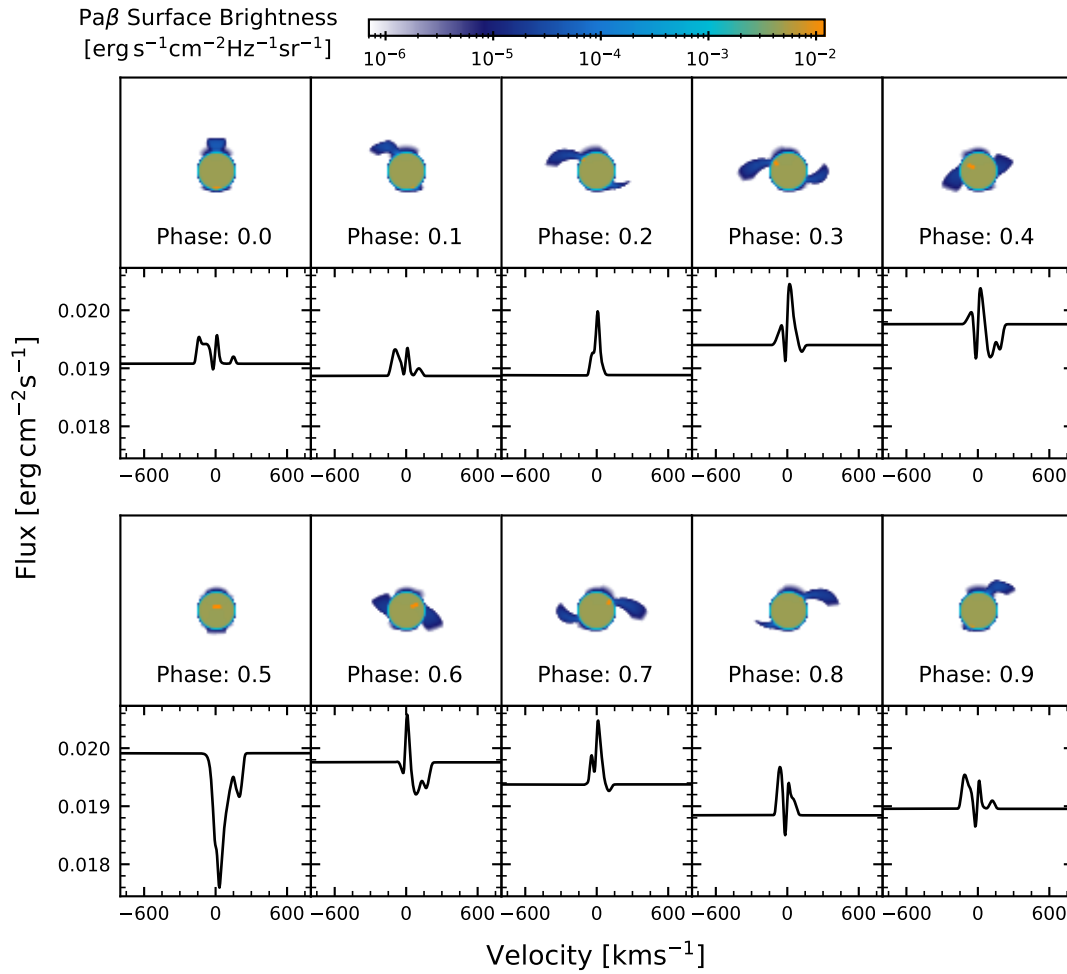 Paβ Surface Brightness
[erg s⁻¹cm⁻²Hz⁻¹sr⁻¹]
10⁻⁶ 10⁻⁵ 10⁻⁴ 10⁻³ 10⁻²
Phase: 0.0 Phase: 0.1 Phase: 0.2 Phase: 0.3 Phase: 0.4
0.020
0.019
0.018
−600 0 600 −600 0 600 −600 0 600 −600 0 600 −600 0 600
Flux [erg cm⁻²s⁻¹]
Phase: 0.5 Phase: 0.6 Phase: 0.7 Phase: 0.8 Phase: 0.9
0.020
0.019
0.018
−600 0 600 −600 0 600 −600 0 600 −600 0 600 −600 0 600
Velocity [kms⁻¹]